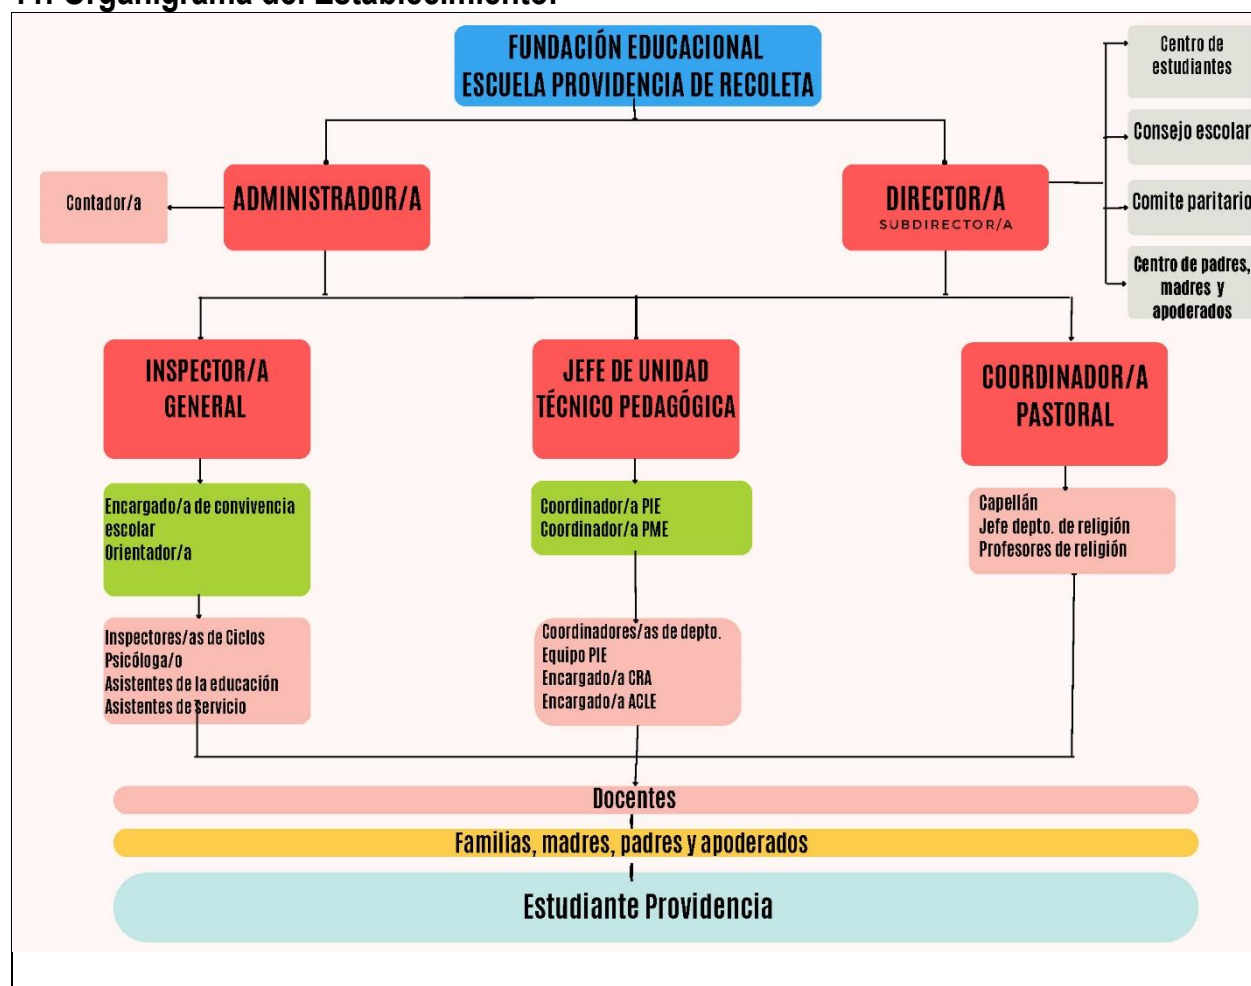 Organigrama del Establecimiento.
FUNDACIÓN EDUCACIONAL
ESCUELA PROVIDENCIA DE RECOLETA
Centro de
estudiantes
Consejo escolar
Comite paritario
Centro de padres,
madres y
apoderados
Contador/a
ADMINISTRADOR/A
DIRECTOR/A
SUBDIRECTOR/A
INSPECTOR/A
GENERAL
JEFE DE UNIDAD
TÉCNICO PEDAGÓGICA
COORDINADOR/A
PASTORAL
Encargado/a de convivencia
escolar
Orientador/a
Coordinador/a PIE
Coordinador/a PME
Capellán
Jefe depto. de religión
Profesores de religión
Inspectores/as de Ciclos
Psicóloga/o
Asistentes de la educación
Asistentes de servicio
Coordinadores/as de depto.
Equipo PIE
Encargado/a CRA
Encargado/a ACLE
Docentes
Familias, madres, padres y apoderados
Estudiante Providencia